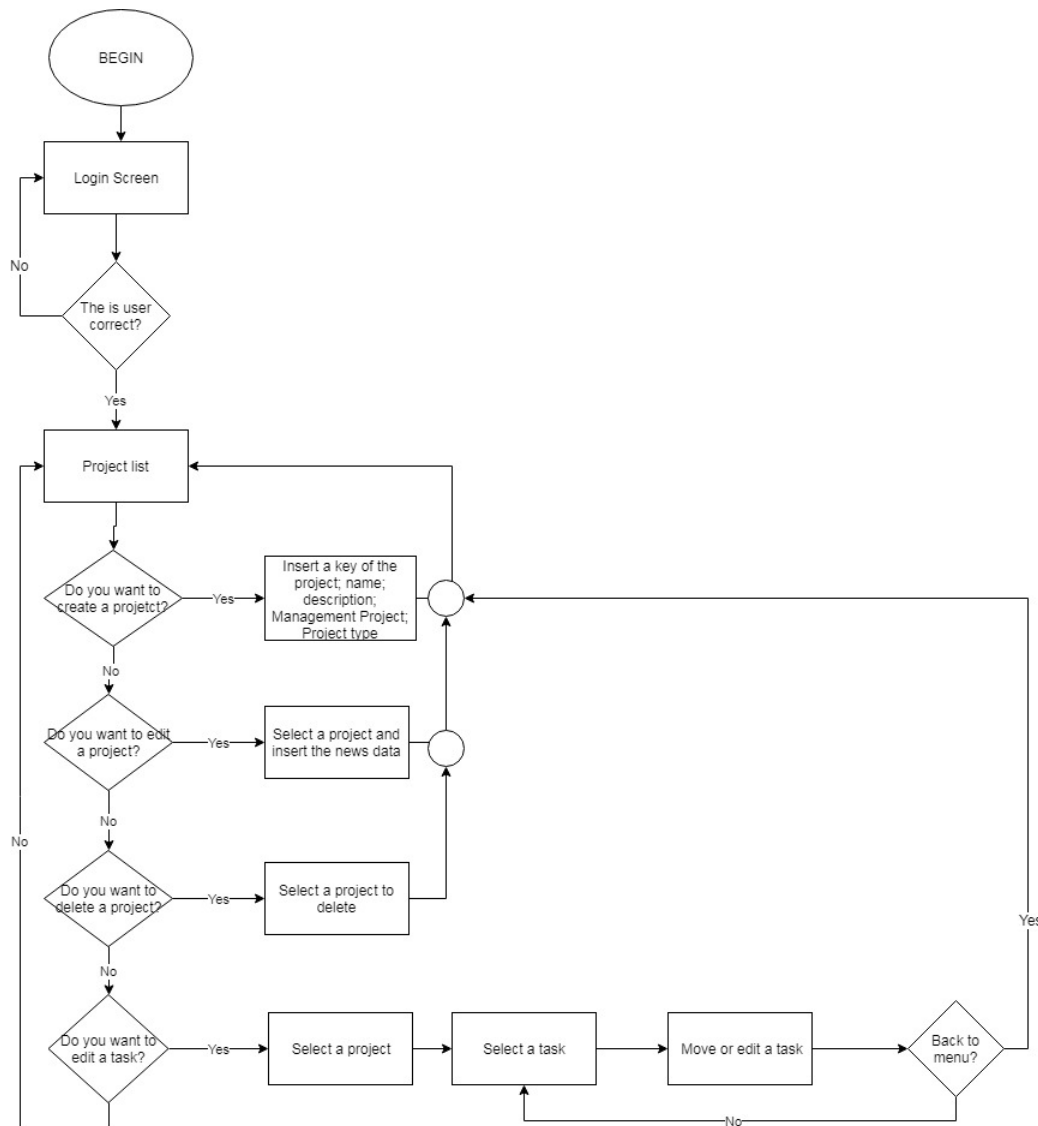 BEGIN
Login Screen
No
The is user
correct?
Yes
Project list
Do you want to
create a projetct?
Yes
Insert a key of the
project; name;
description;
Management Project;
Project type
No
Do you want to edit
a project?
Yes
Select a project and
insert the news data
No
No
Do you want to
delete a project?
Yes
Select a project to
delete
Yes
No
Do you want to
edit a task?
Yes
Select a project
Select a task
Move or edit a task
Back to
menu?
No